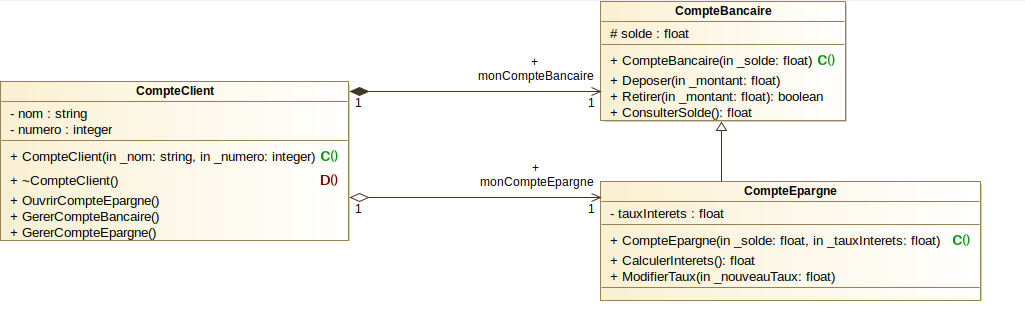 CompteBancaire
# solde : float
+ CompteBancaire(in _solde: float) C()
+ Deposer(in _montant: float)
+ Retirer(in _montant: float): boolean
+ ConsulterSolde(): float
+
monCompteBancaire
1
1
CompteClient
- nom : string
- numero : integer
+ CompteClient(in _nom: string, in _numero: integer) C()
+ ~CompteClient() D()
+ OuvrirCompteEpargne()
+ GererCompteBancaire()
+ GererCompteEpargne()
+
monCompteEpargne
1
1
CompteEpargne
- tauxInterets : float
+ CompteEpargne(in _solde: float, in _tauxInterets: float) C()
+ CalculerInterets(): float
+ ModifierTaux(in _nouveauTaux: float)